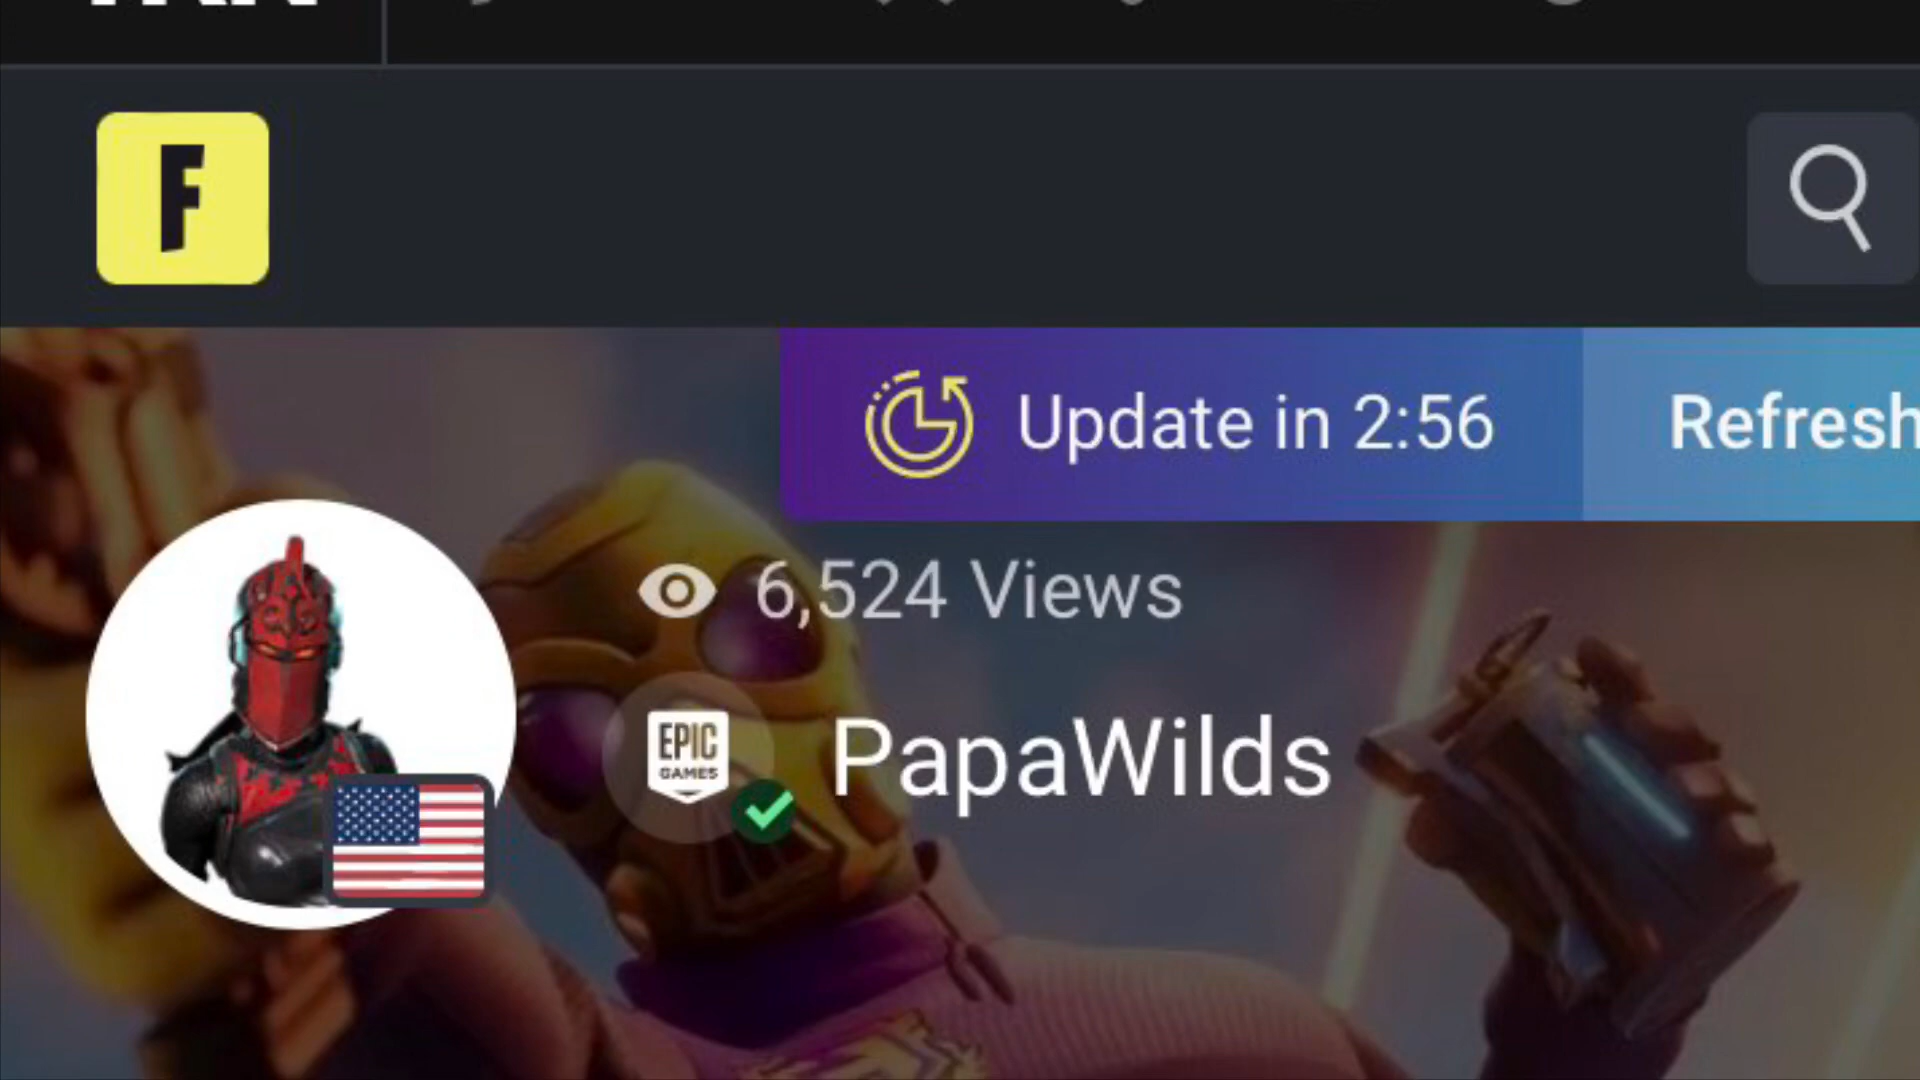 F
Update in 2:56
Refresh
6,524 Views
EPIC
GAMES
PapaWilds